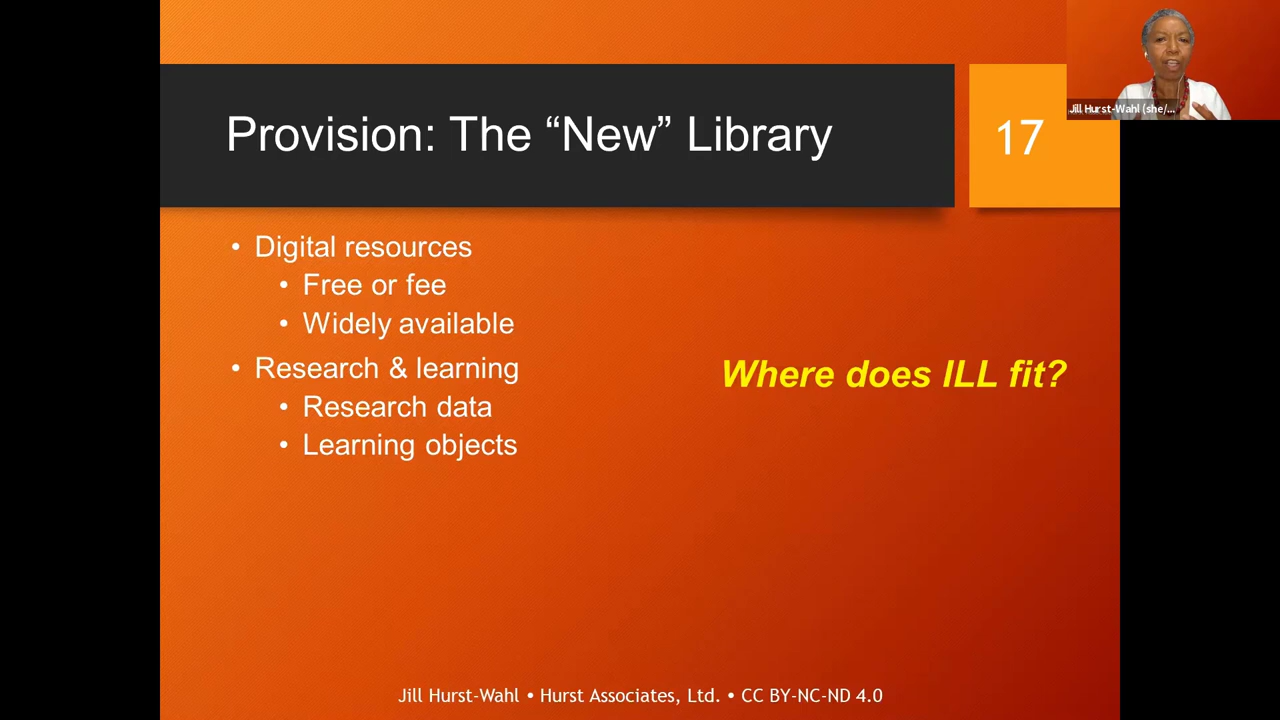 Provision: The “New” Library
17
Jill Hurst-Wahl (she/...
• Digital resources
• Free or fee
• Widely available
• Research & learning
• Research data
• Learning objects
Where does ILL fit?
Jill Hurst-Wahl • Hurst Associates, Ltd. • CC BY-NC-ND 4.0